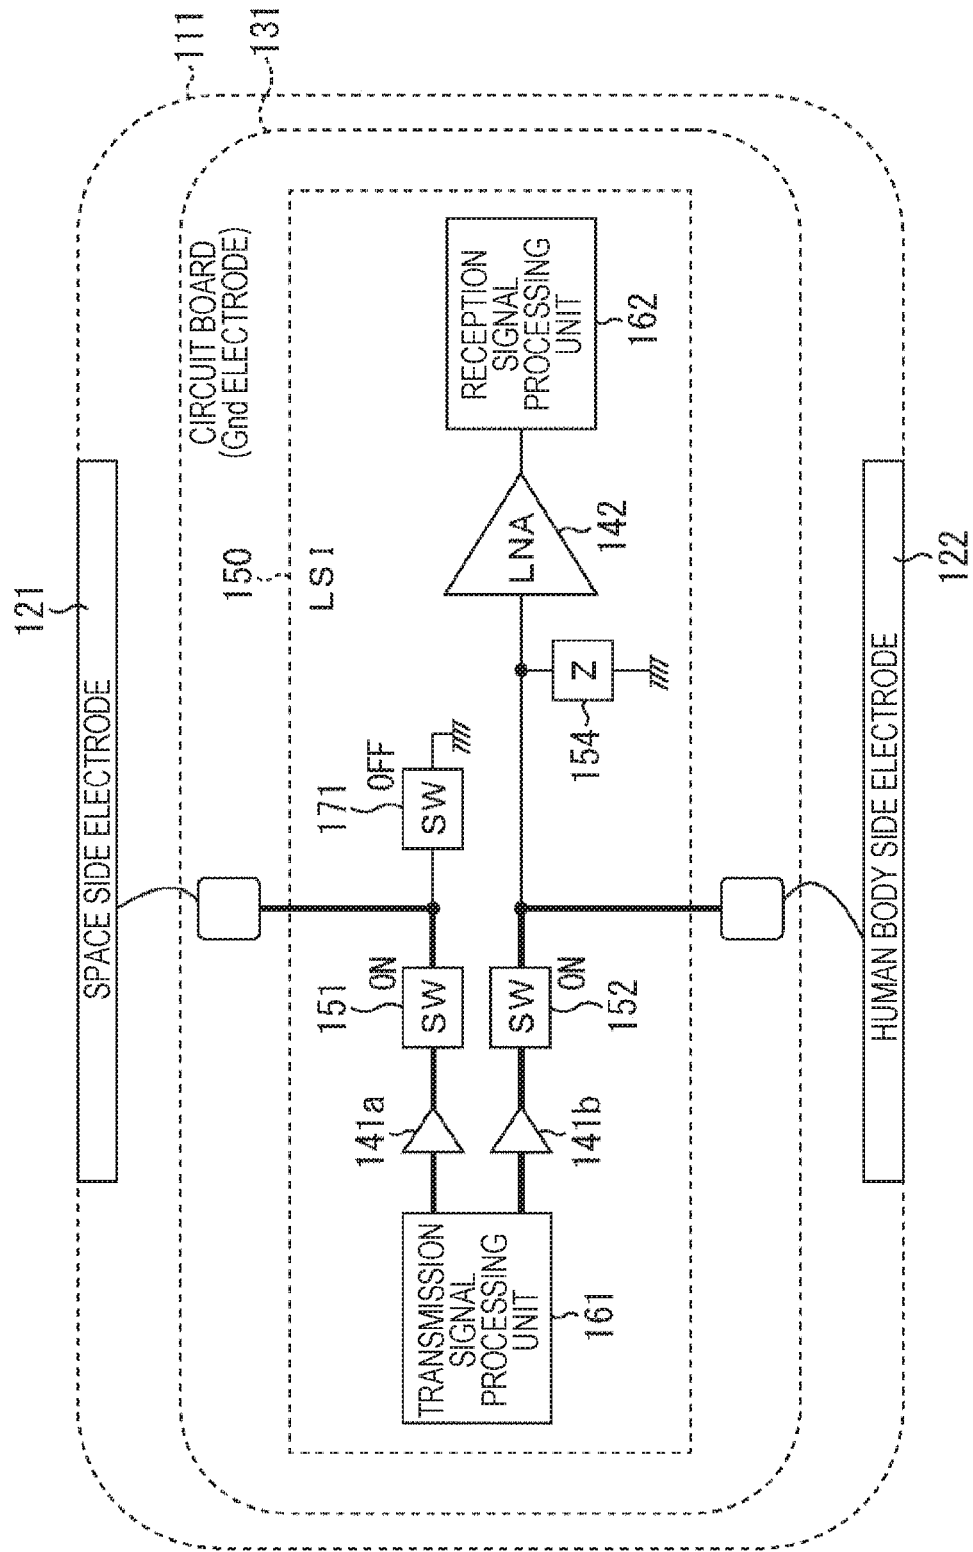 111
131
121
SPACE SIDE ELECTRODE
CIRCUIT BOARD
(Gnd ELECTRODE)
150
LSI
TRANSMISSION
SIGNAL
PROCESSING
UNIT
161
141a
141b
151
SW
ON
SW
ON
152
171
SW
OFF
Z
154
LNA
142
RECEPTION
SIGNAL
PROCESSING
UNIT
162
HUMAN BODY SIDE ELECTRODE
122